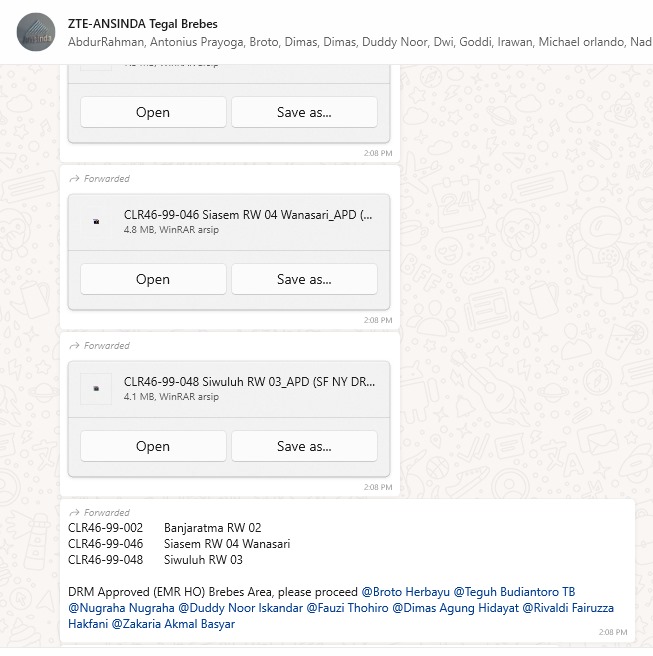 ZTE-ANSINDA Tegal Brebes
AbdurRahman, Antonius Prayoga, Broto, Dimas, Dimas, Duddy Noor, Dwi, Goddi, Irawan, Michael orlando, Nad
Open Save as...
2:08 PM
Forwarded
CLR46-99-046 Siasem RW 04 Wanasari_APD (...
4.8 MB, WinRAR arsip
Open Save as...
2:08 PM
Forwarded
CLR46-99-048 Siwuluh RW 03_APD (SF NY DR...
4.1 MB, WinRAR arsip
Open Save as...
2:08 PM
Forwarded
CLR46-99-002 Banjaratma RW 02
CLR46-99-046 Siasem RW 04 Wanasari
CLR46-99-048 Siwuluh RW 03
DRM Approved (EMR HO) Brebes Area, please proceed @Broto Herbayu @Teguh Budiantoro TB
@Nugraha Nugraha @Duddy Noor Iskandar @Fauzi Thohiro @Dimas Agung Hidayat @Rivaldi Fairuzza
Hakfani @Zakaria Akmal Basyar
2:08 PM